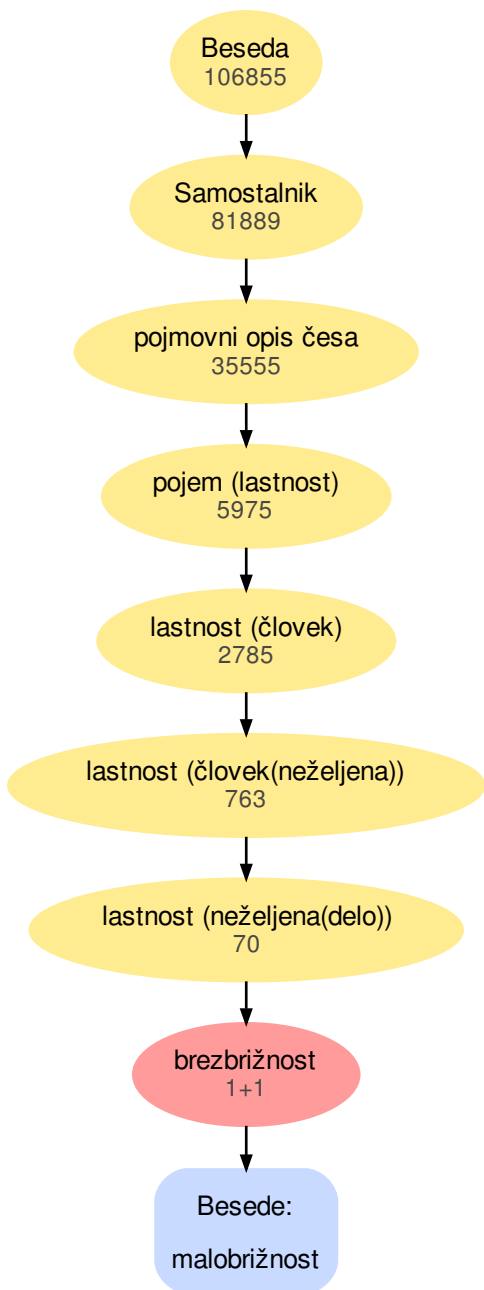 Beseda
106855
Samostalnik
81889
pojmovni opis česa
35555
pojem (lastnost)
5975
lastnost (človek)
2785
lastnost (človek(neželjena))
763
lastnost (neželjena(delo))
70
brezbrižnost
1+1
Besede:
malobrižnost